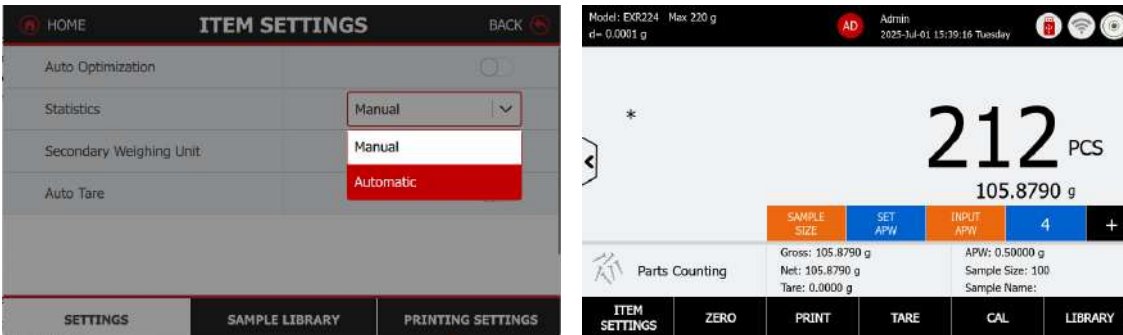 HOME ITEM SETTINGS BACK
Auto Optimization
Statistics Manual
Manual
Secondary Weighing Unit
Automatic
Auto Tare
SETTINGS SAMPLE LIBRARY PRINTING SETTINGS
Model: EXR224 Max 220 g
d= 0.0001 g
AD
Admin
2025-Jul-01 15:39:16 Tuesday
*
212 PCS
105.8790 g
SAMPLE SIZE
SET APW
INPUT APW
4
+
Parts Counting
Gross: 105.8790 g
Net: 105.8790 g
Tare: 0.0000 g
APW: 0.50000 g
Sample Size: 100
Sample Name:
ITEM SETTINGS
ZERO
PRINT
TARE
CAL
LIBRARY